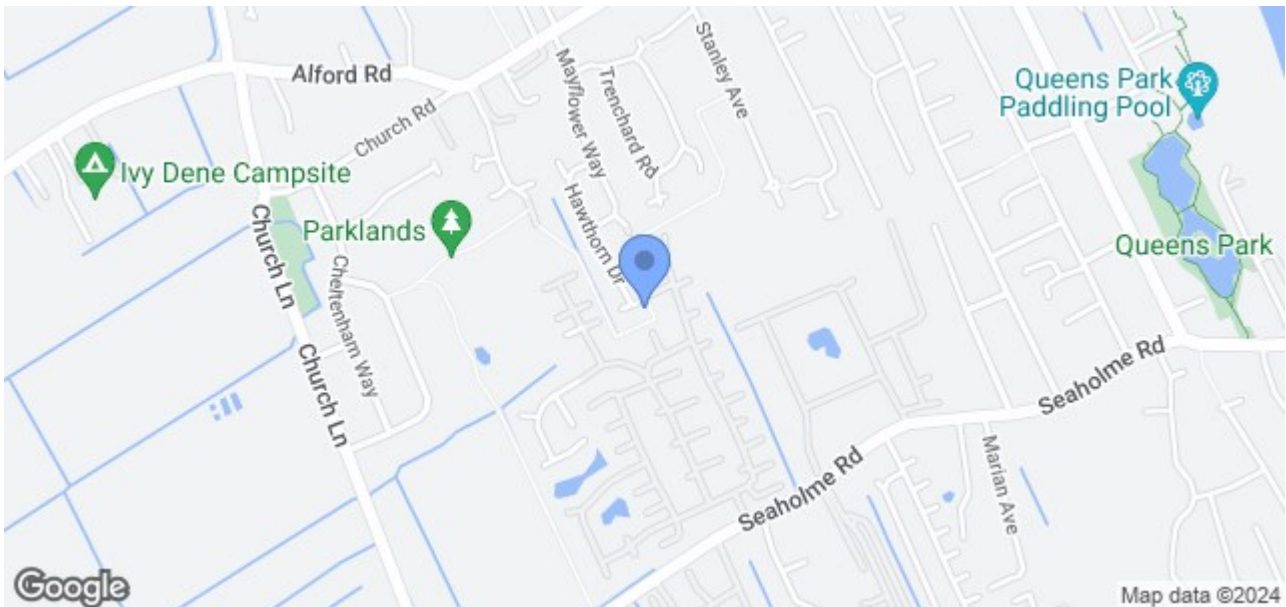 Alford Rd
Church Rd
Mayflower Way
Trenchard Rd
Stanley Ave
Queens Park
Paddling Pool
Ivy Dene Campsite
Parklands
Hawthorn Dr
Church Ln
Cheltenham Way
Queens Park
Church Ln
Seaholme Rd
Seaholme Rd
Marian Ave
Google
Map data ©2024